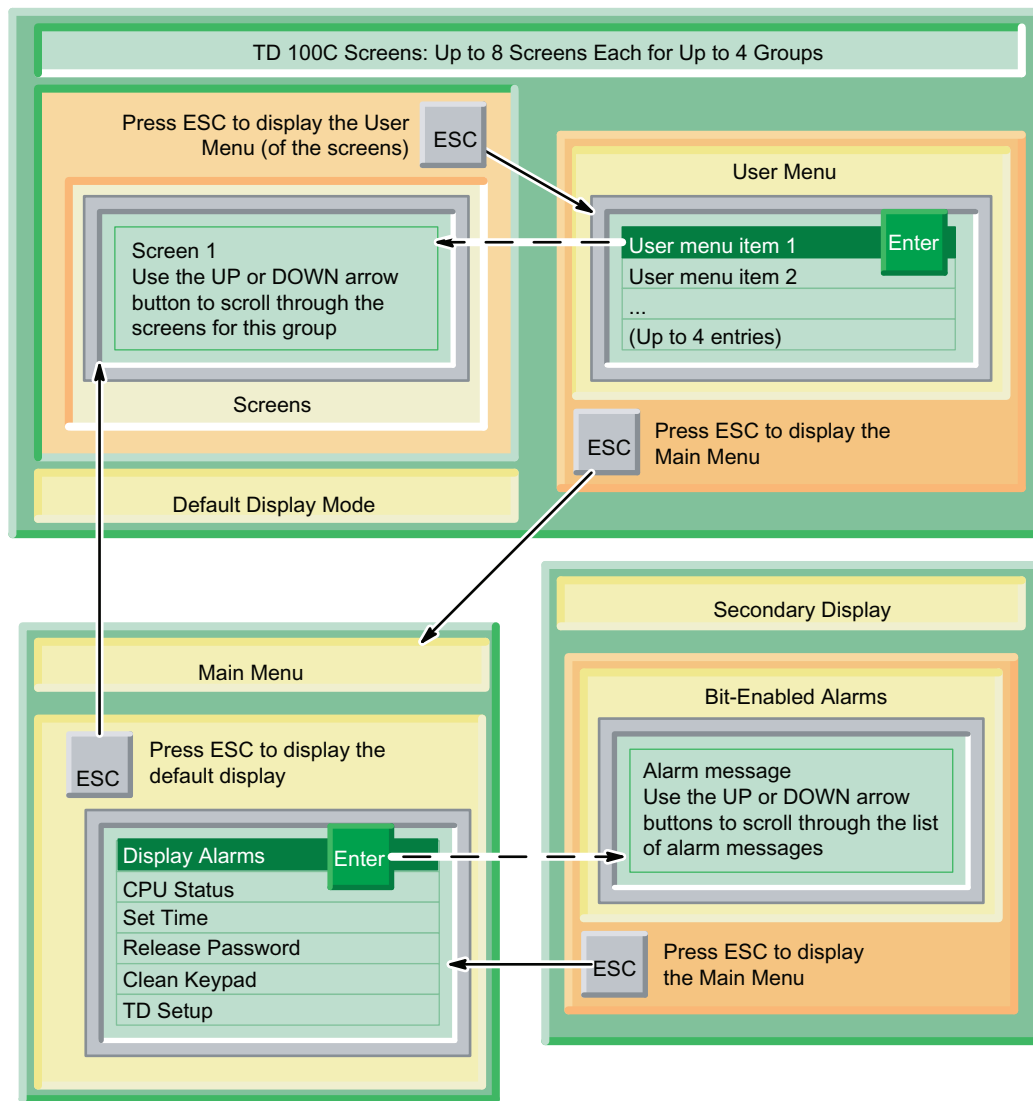 TD 100C Screens: Up to 8 Screens Each for Up to 4 Groups
Press ESC to display the User
Menu (of the screens)
ESC
Screen 1
Use the UP or DOWN arrow
button to scroll through the
screens for this group
Screens
Default Display Mode
User Menu
User menu item 1
Enter
User menu item 2
...
(Up to 4 entries)
ESC
Press ESC to display the
Main Menu
Main Menu
ESC
Press ESC to display the
default display
Display Alarms
Enter
CPU Status
Set Time
Release Password
Clean Keypad
TD Setup
Secondary Display
Bit-Enabled Alarms
Alarm message
Use the UP or DOWN arrow
buttons to scroll through the list
of alarm messages
ESC
Press ESC to display
the Main Menu